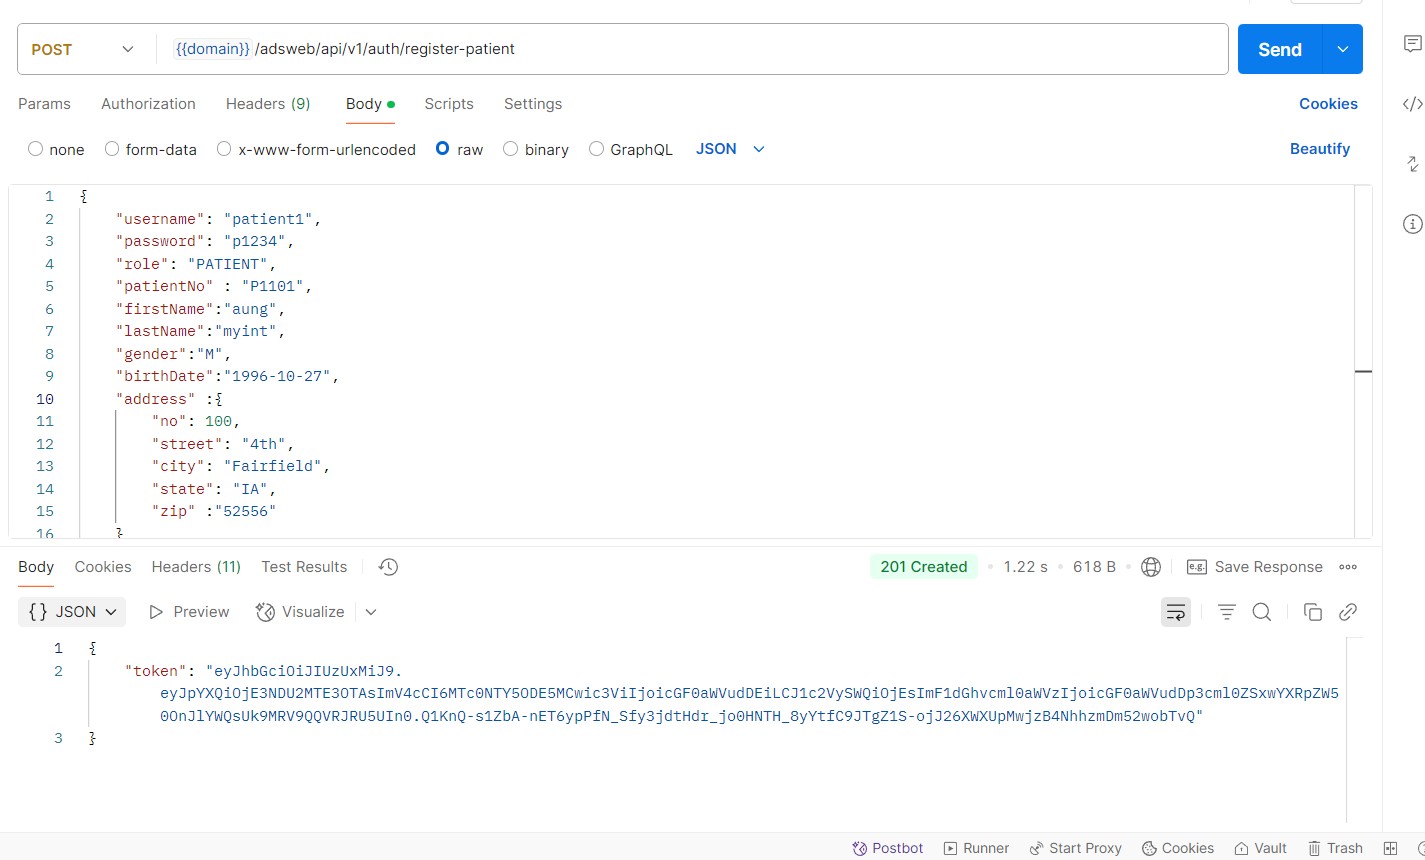 POST {{domain}} /adsweb/api/v1/auth/register-patient Send
Params Authorization Headers (9) Body Scripts Settings Cookies
none form-data x-www-form-urlencoded raw binary GraphQL JSON Beautify
1 {
2 "username": "patient1",
3 "password": "p1234",
4 "role": "PATIENT",
5 "patientNo" : "P1101",
6 "firstName":"aung",
7 "lastName":"myint",
8 "gender":"M",
9 "birthDate":"1996-10-27",
10 "address" :{
11 "no": 100,
12 "street": "4th",
13 "city": "Fairfield",
14 "state": "IA",
15 "zip" :"52556"
16 }
Body Cookies Headers (11) Test Results 201 Created • 1.22 s • 618 B • e.g. Save Response
{} JSON Preview Visualize
1 {
2 "token": "eyJhbGciOiJIUzUxMiJ9.
eyJpYXQiOjE3NDU2MTE3OTAsImV4cCI6MTc0NTY5ODE5MCwic3ViIjoicGF0aWVudDEiLCJ1c2VySWQiOjEsImF1dGhvcml0aWVzIjoicGF0aWVudDp3cml0ZSxwYXRpZW5
0OnJlYWQsUk9MRV9QQVRJRU5UIn0.Q1KnQ-s1ZbA-nET6ypPfN_Sfy3jdtHdr_jo0HNTH_8yYtfC9JTgZ1S-ojJ26XWXUpMwjzB4NhhzmDm52wobTvQ"
3 }
Postbot Runner Start Proxy Cookies Vault Trash